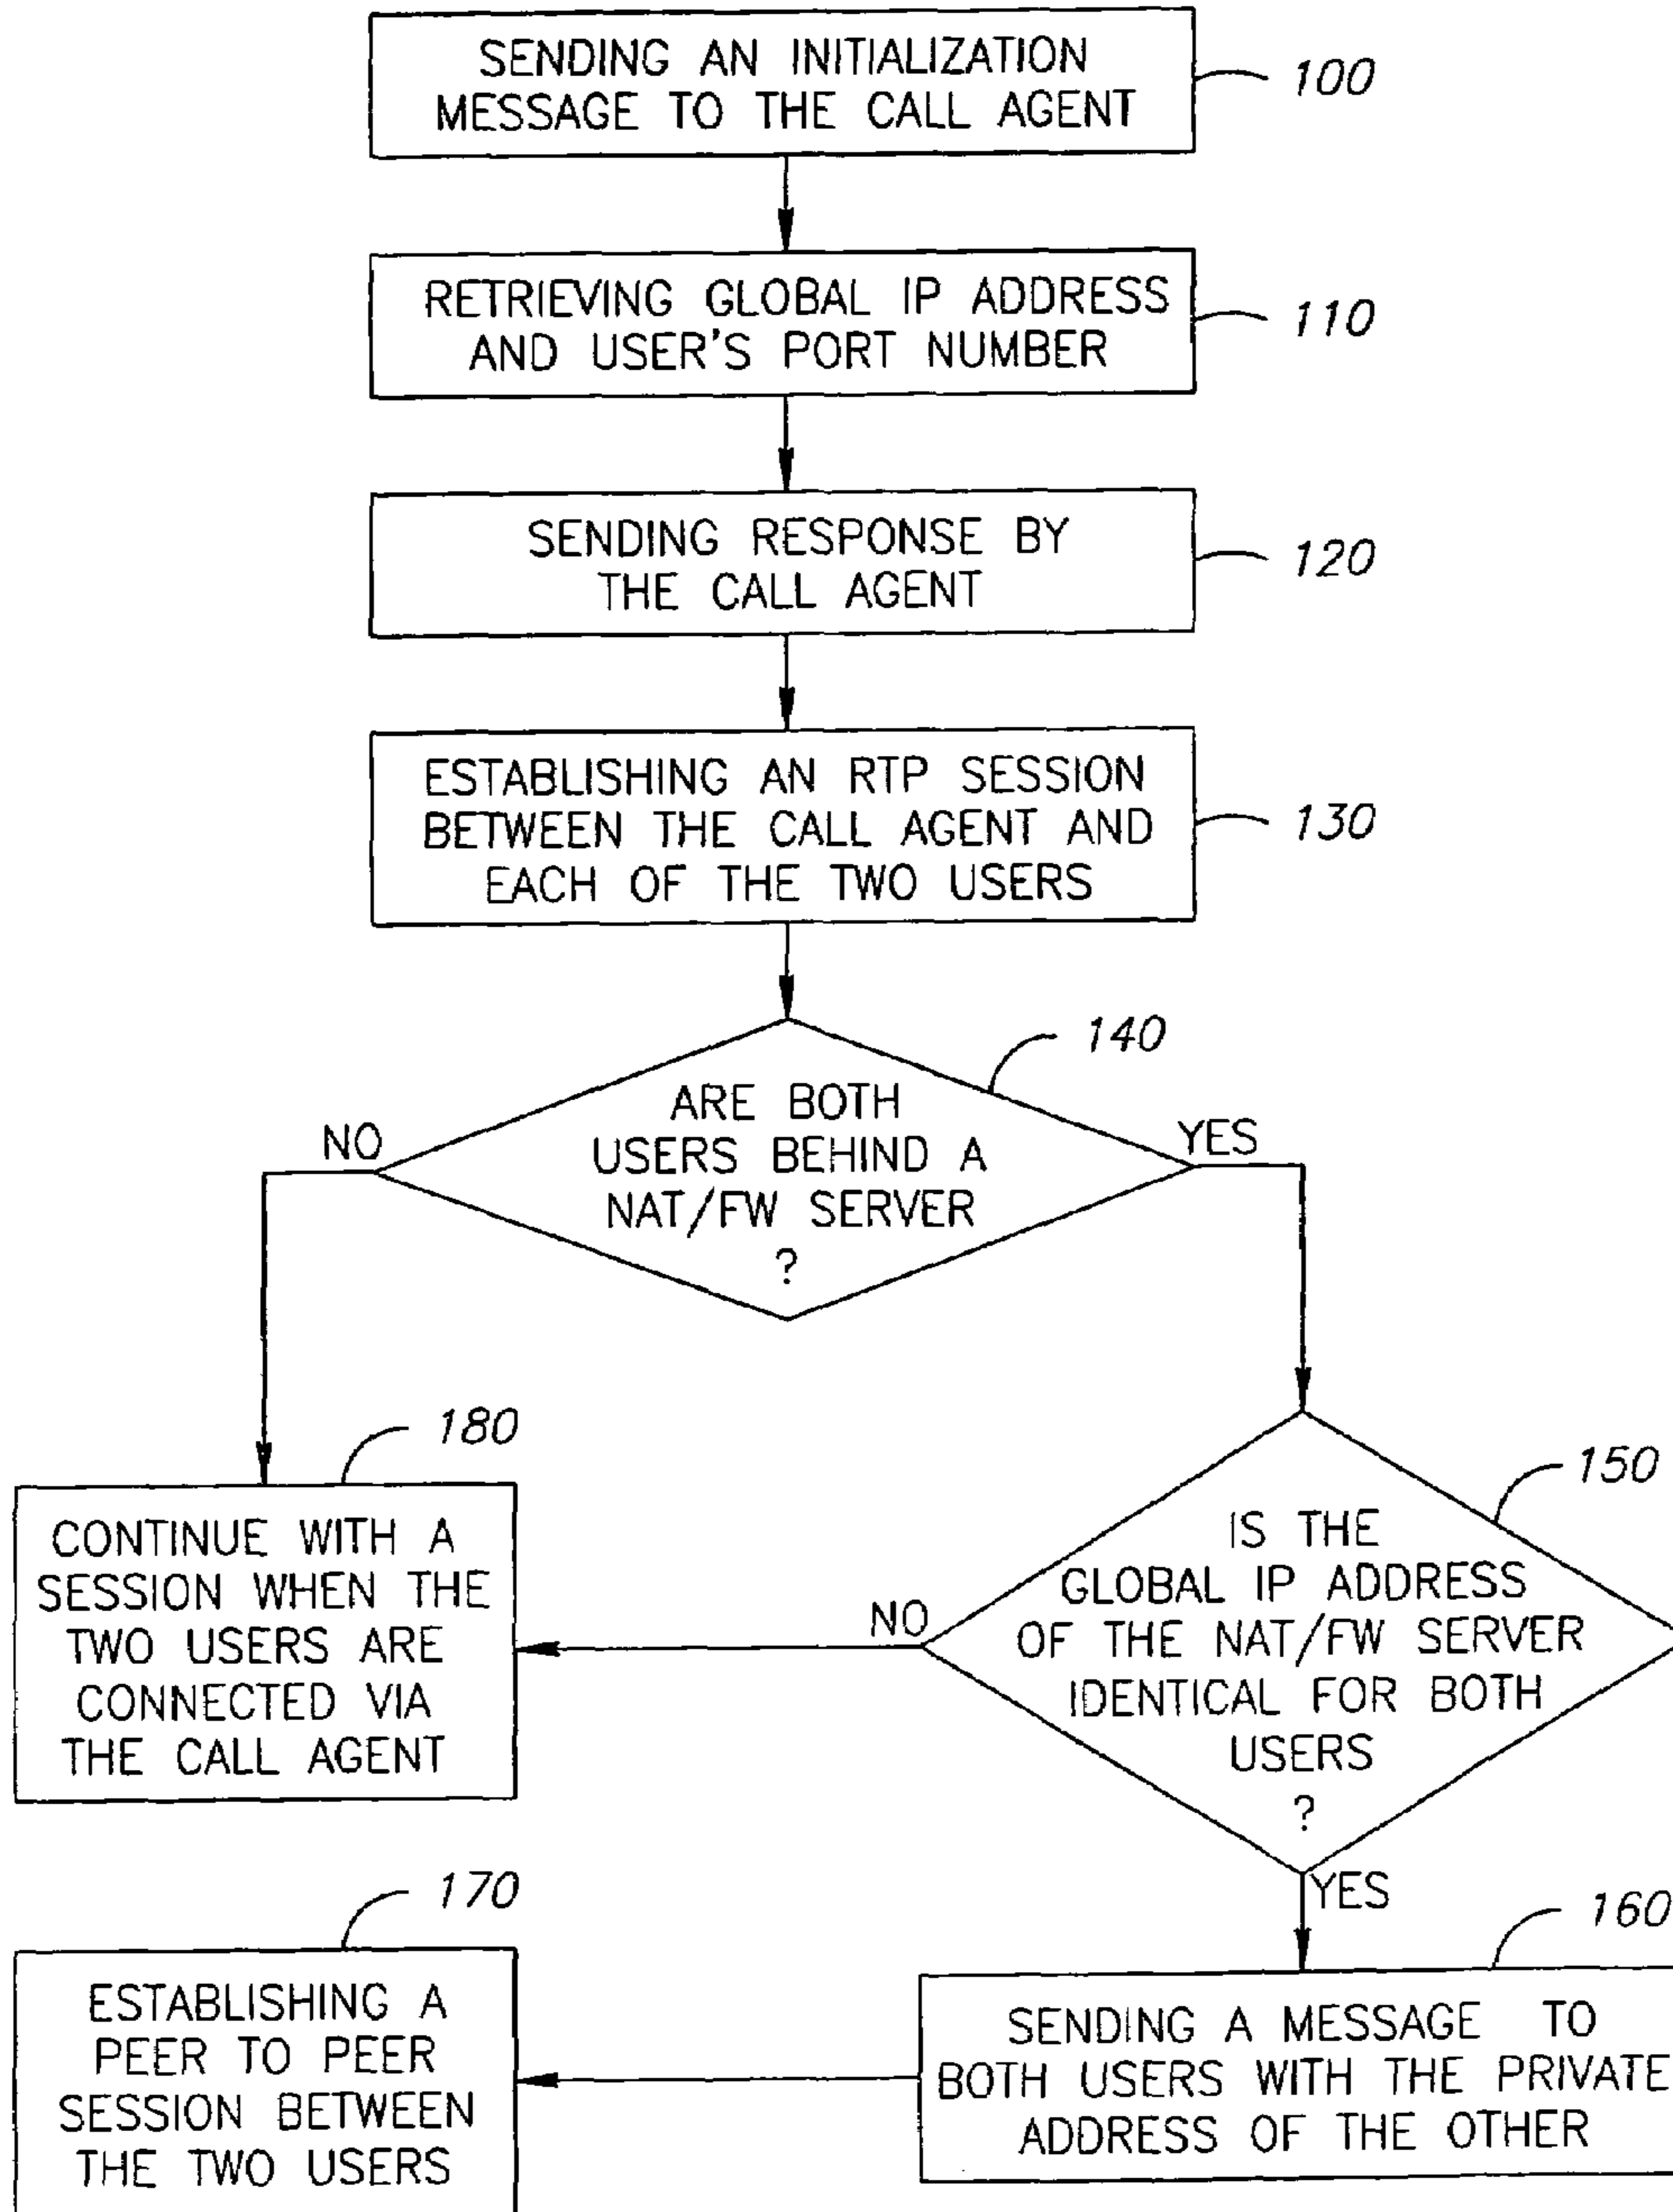 SENDING AN INITIALIZATION
MESSAGE TO THE CALL AGENT
100
RETRIEVING GLOBAL IP ADDRESS
AND USER'S PORT NUMBER
110
SENDING RESPONSE BY
THE CALL AGENT
120
ESTABLISHING AN RTP SESSION
BETWEEN THE CALL AGENT AND
EACH OF THE TWO USERS
130
140
ARE BOTH
USERS BEHIND A
NAT/FW SERVER
?
NO
YES
180
CONTINUE WITH A
SESSION WHEN THE
TWO USERS ARE
CONNECTED VIA
THE CALL AGENT
150
IS THE
GLOBAL IP ADDRESS
OF THE NAT/FW SERVER
IDENTICAL FOR BOTH
USERS
?
NO
YES
160
SENDING A MESSAGE TO
BOTH USERS WITH THE PRIVATE
ADDRESS OF THE OTHER
170
ESTABLISHING A
PEER TO PEER
SESSION BETWEEN
THE TWO USERS